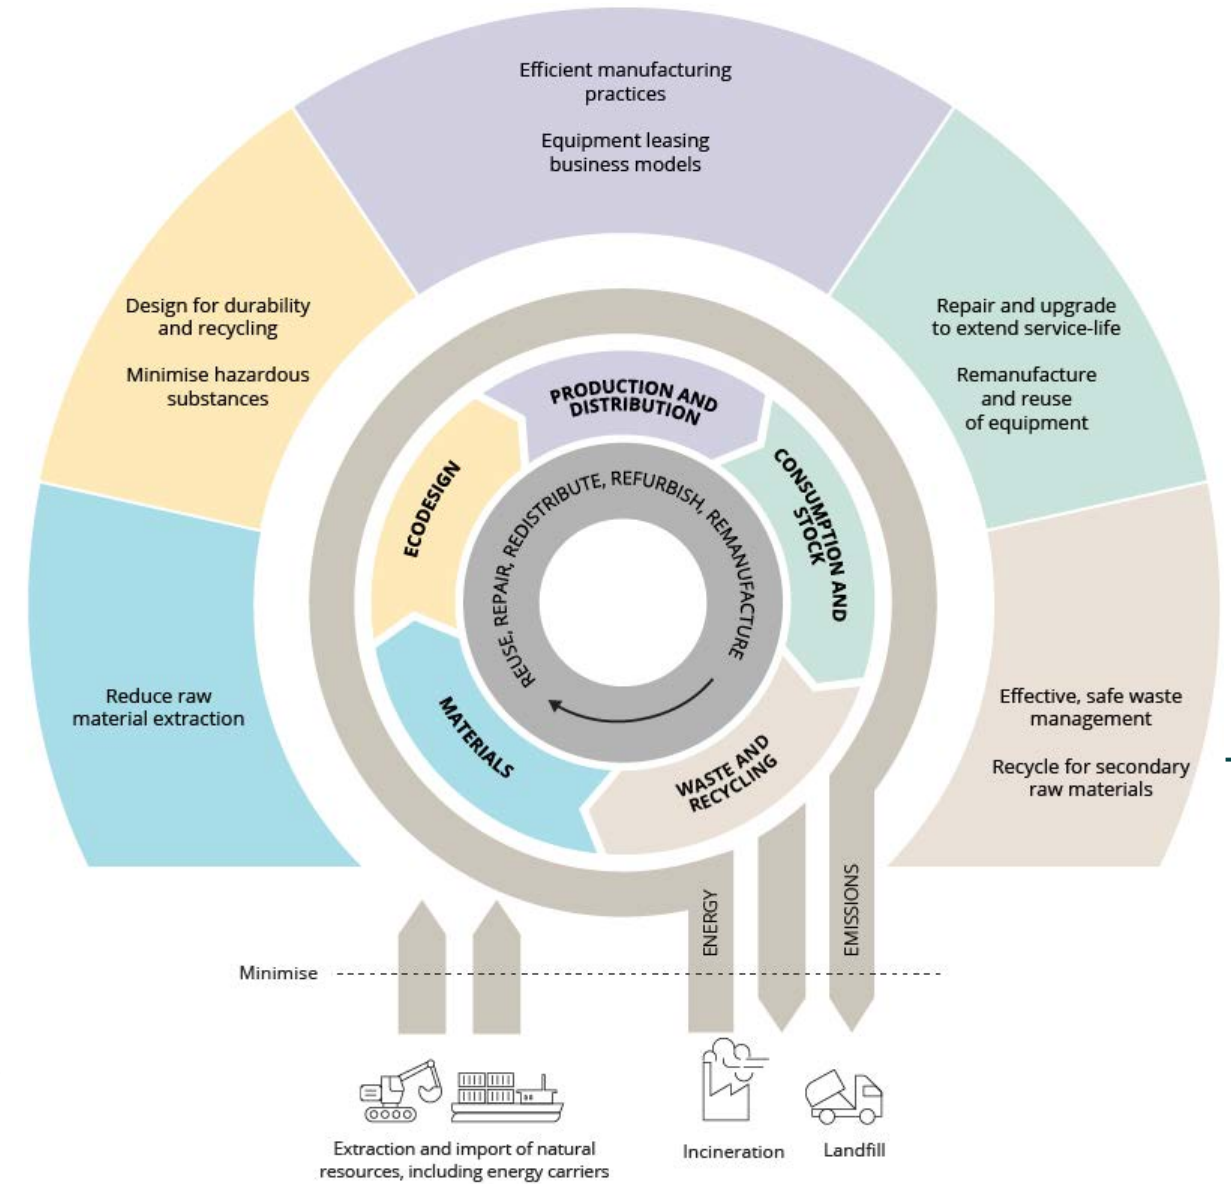 Efficient manufacturing
practices
Equipment leasing
business models
Design for durability
and recycling
Minimise hazardous
substances
Repair and upgrade
to extend service-life
Remanufacture
and reuse
of equipment
Reduce raw
material extraction
Effective, safe waste
management
Recycle for secondary
raw materials
PRODUCTION AND
DISTRIBUTION
ECODESIGN
CONSUMPTION AND
STOCK
MATERIALS
WASTE AND
RECYCLING
REUSE, REPAIR, REDISTRIBUTE, REFURBISH, REMANUFACTURE
ENERGY
EMISSIONS
Minimise
Extraction and import of natural
resources, including energy carriers
Incineration
Landfill